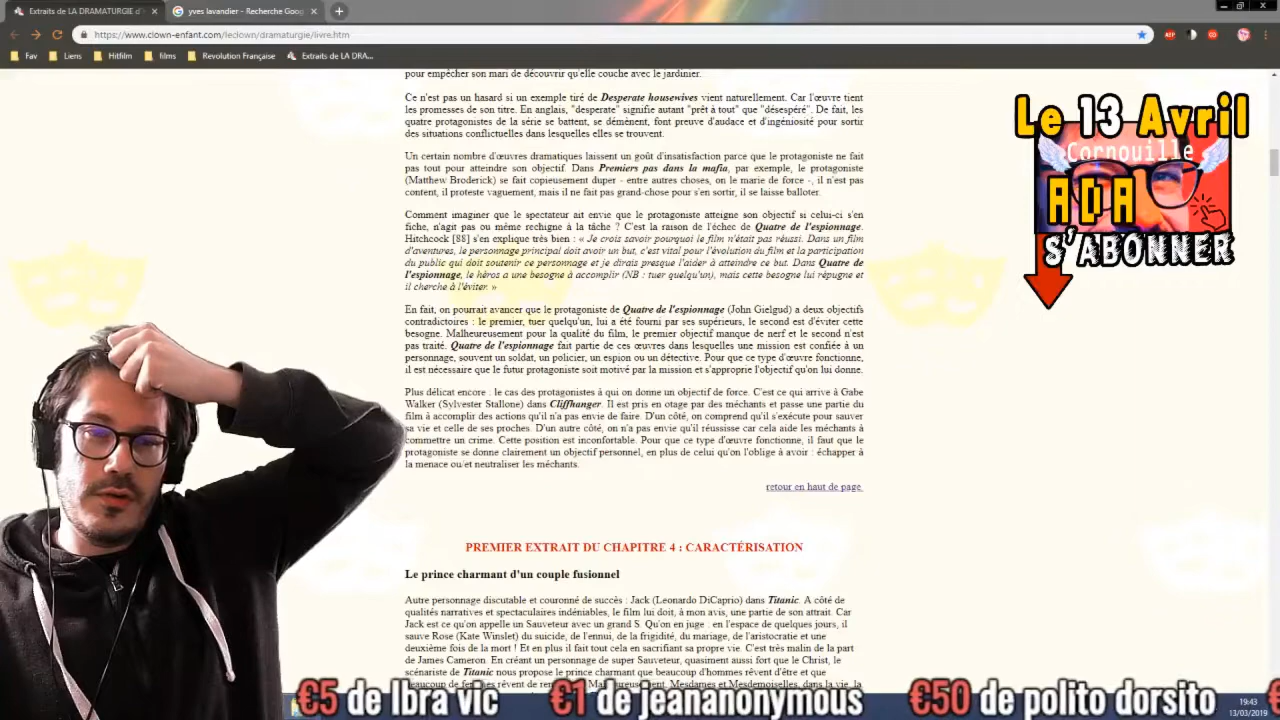 Extraits de LA DRAMATURGIE d'
yves lavandier - Recherche Goog
https://www.clown-enfant.com/leclown/dramaturgie/livre.htm
Fav
Liens
Hitfilm
films
Revolution Française
Extraits de LA DRA...
pour empêcher son mari de découvrir qu'elle couche avec le jardinier.
Ce n'est pas un hasard si un exemple tiré de Desperate housewives vient naturellement. Car l'œuvre tient
les promesses de son titre. En anglais, "desperate" signifie autant "prêt à tout" que "désespéré". De fait, les
quatre protagonistes de la série se battent, se démènent, font preuve d'audace et d'ingéniosité pour sortir
des situations conflictuelles dans lesquelles elles se trouvent.
Un certain nombre d'œuvres dramatiques laissent un goût d'insatisfaction parce que le protagoniste ne fait
pas tout pour atteindre son objectif. Dans Premiers pas dans la mafia, par exemple, le protagoniste
(Matthew Broderick) se fait copieusement duper - entre autres choses, on le marie de force -, il n'est pas
content, il proteste vaguement, mais il ne fait pas grand-chose pour s'en sortir, il se laisse balloter.
Comment imaginer que le spectateur ait envie que le protagoniste atteigne son objectif si celui-ci s'en
fiche, n'agit pas ou même rechigne à la tâche ? C'est la raison de l'échec de Quatre de l'espionnage.
Hitchcock [88] s'en explique très bien : « Je crois savoir pourquoi le film n'était pas réussi. Dans un film
d'aventures, le personnage principal doit avoir un but, c'est vital pour l'évolution du film et la participation
du public qui doit soutenir ce personnage et je dirais presque l'aider à atteindre ce but. Dans Quatre de
l'espionnage, le héros a une besogne à accomplir (NB : tuer quelqu'un), mais cette besogne lui répugne et
il cherche à l'éviter. »
En fait, on pourrait avancer que le protagoniste de Quatre de l'espionnage (John Gielgud) a deux objectifs
contradictoires : le premier, tuer quelqu'un, lui a été fourni par ses supérieurs, le second est d'éviter cette
besogne. Malheureusement pour la qualité du film, le premier objectif manque de nerf et le second n'est
pas traité. Quatre de l'espionnage fait partie de ces œuvres dans lesquelles une mission est confiée à un
personnage, souvent un soldat, un policier, un espion ou un détective. Pour que ce type d'œuvre fonctionne,
il est nécessaire que le futur protagoniste soit motivé par la mission et s'approprie l'objectif qu'on lui donne.
Plus délicat encore : le cas des protagonistes à qui on donne un objectif de force. C'est ce qui arrive à Gabe
Walker (Sylvester Stallone) dans Cliffhanger. Il est pris en otage par des méchants et passe une partie du
film à accomplir des actions qu'il n'a pas envie de faire. D'un côté, on comprend qu'il s'exécute pour sauver
sa vie et celle de ses proches. D'un autre côté, on n'a pas envie qu'il réussisse car cela aide les méchants à
commettre un crime. Cette position est inconfortable. Pour que ce type d'œuvre fonctionne, il faut que le
protagoniste se donne clairement un objectif personnel, en plus de celui qu'on l'oblige à avoir : échapper à
la menace ou/et neutraliser les méchants.
retour en haut de page
PREMIER EXTRAIT DU CHAPITRE 4 : CARACTÉRISATION
Le prince charmant d'un couple fusionnel
Autre personnage discutable et couronné de succès : Jack (Leonardo DiCaprio) dans Titanic. A côté de
qualités narratives et spectaculaires indéniables, le film lui doit, à mon avis, une partie de son attrait. Car
Jack est ce qu'on appelle un Sauveteur avec un grand S. Qu'on en juge : en l'espace de quelques jours, il
sauve Rose (Kate Winslet) du suicide, de l'ennui, de la frigidité, du mariage, de l'aristocratie et une
deuxième fois de la mort ! Et en plus il fait tout cela en sacrifiant sa propre vie. C'est très malin de la part
de James Cameron. En créant un personnage de super Sauveteur, quasiment aussi fort que le Christ, le
scénariste de Titanic nous propose le prince charmant que beaucoup d'hommes rêvent d'être et que
Le 13 Avril
Cornouille
ADA
S'ABONNER
€5 de Ibra vic
€1 de jeananonymous
€50 de polito dorsito
19:43
13/03/2019